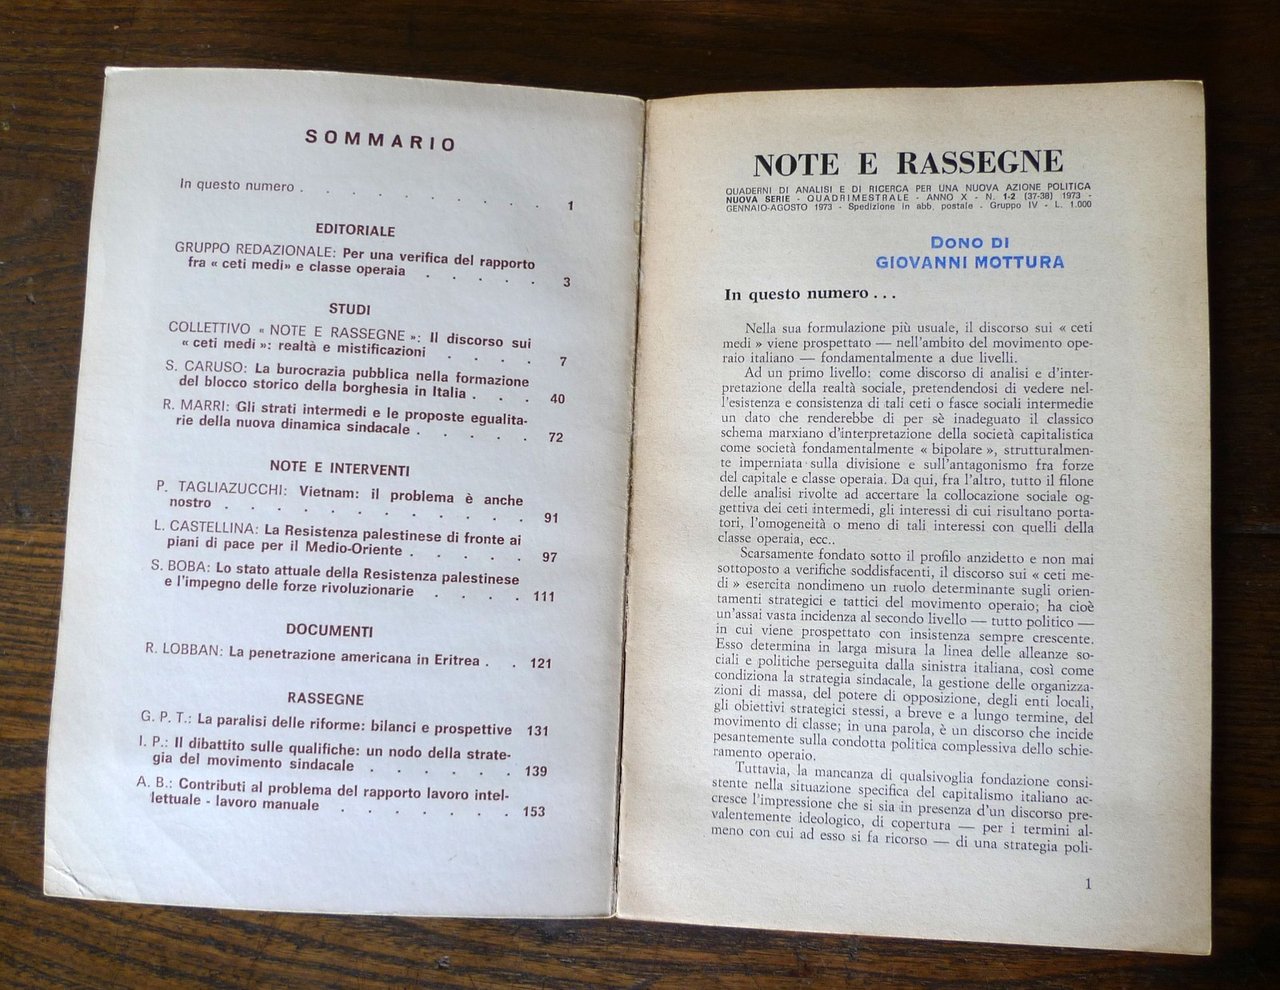 SOMMARIO
In questo numero . . . . . . . . . 1
EDITORIALE
GRUPPO REDAZIONALE: Per una verifica del rapporto
fra « ceti medi» e classe operaia . . . . . 3
STUDI
COLLETTIVO « NOTE E RASSEGNE »: Il discorso sui
« ceti medi »: realtà e mistificazioni . . . . 7
S. CARUSO: La burocrazia pubblica nella formazione
del blocco storico della borghesia in Italia . . . 40
R. MARRI: Gli strati intermedi e le proposte egualita-
rie della nuova dinamica sindacale . . . . . 72
NOTE E INTERVENTI
P. TAGLIAZUCCHI: Vietnam: il problema è anche
nostro . . . . . . . . . . . . 91
L. CASTELLINA: La Resistenza palestinese di fronte ai
piani di pace per il Medio-Oriente . . . . . 97
S. BOBA: Lo stato attuale della Resistenza palestinese
e l'impegno delle forze rivoluzionarie . . . . 111
DOCUMENTI
R. LOBBAN: La penetrazione americana in Eritrea . . 121
RASSEGNE
G. P. T.: La paralisi delle riforme: bilanci e prospettive 131
I. P.: Il dibattito sulle qualifiche: un nodo della strate-
gia del movimento sindacale . . . . . . 139
A. B.: Contributi al problema del rapporto lavoro intel-
lettuale - lavoro manuale . . . . . . . 153
NOTE E RASSEGNE
QUADERNI DI ANALISI E DI RICERCA PER UNA NUOVA AZIONE POLITICA
NUOVA SERIE - QUADRIMESTRALE - ANNO X - N. 1-2 (37-38) 1973 -
GENNAIO-AGOSTO 1973 - Spedizione in abb. postale - Gruppo IV - L. 1.000
DONO DI
GIOVANNI MOTTURA
In questo numero . . .
Nella sua formulazione più usuale, il discorso sui « ceti
medi » viene prospettato — nell'ambito del movimento ope-
raio italiano — fondamentalmente a due livelli.
Ad un primo livello: come discorso di analisi e d'inter-
pretazione della realtà sociale, pretendendosi di vedere nel-
l'esistenza e consistenza di tali ceti o fasce sociali intermedie
un dato che renderebbe di per sè inadeguato il classico
schema marxiano d'interpretazione della società capitalistica
come società fondamentalmente « bipolare », strutturalmen-
te imperniata sulla divisione e sull'antagonismo fra forze
del capitale e classe operaia. Da qui, fra l'altro, tutto il filone
delle analisi rivolte ad accertare la collocazione sociale og-
gettiva dei ceti intermedi, gli interessi di cui risultano porta-
tori, l'omogeneità o meno di tali interessi con quelli della
classe operaia, ecc..
Scarsamente fondato sotto il profilo anzidetto e non mai
sottoposto a verifiche soddisfacenti, il discorso sui « ceti me-
di » esercita nondimeno un ruolo determinante sugli orien-
tamenti strategici e tattici del movimento operaio; ha cioè
un'assai vasta incidenza al secondo livello — tutto politico —
in cui viene prospettato con insistenza sempre crescente.
Esso determina in larga misura la linea delle alleanze so-
ciali e politiche perseguita dalla sinistra italiana, così come
condiziona la strategia sindacale, la gestione delle organizza-
zioni di massa, del potere di opposizione, degli enti locali,
gli obiettivi strategici stessi, a breve e a lungo termine, del
movimento di classe; in una parola, è un discorso che incide
pesantemente sulla condotta politica complessiva dello schie-
ramento operaio.
Tuttavia, la mancanza di qualsivoglia fondazione consi-
stente nella situazione specifica del capitalismo italiano ac-
cresce l'impressione che si sia in presenza d'un discorso pre-
valentemente ideologico, di copertura — per i termini al-
meno con cui ad esso si fa ricorso — di una strategia poli-
1